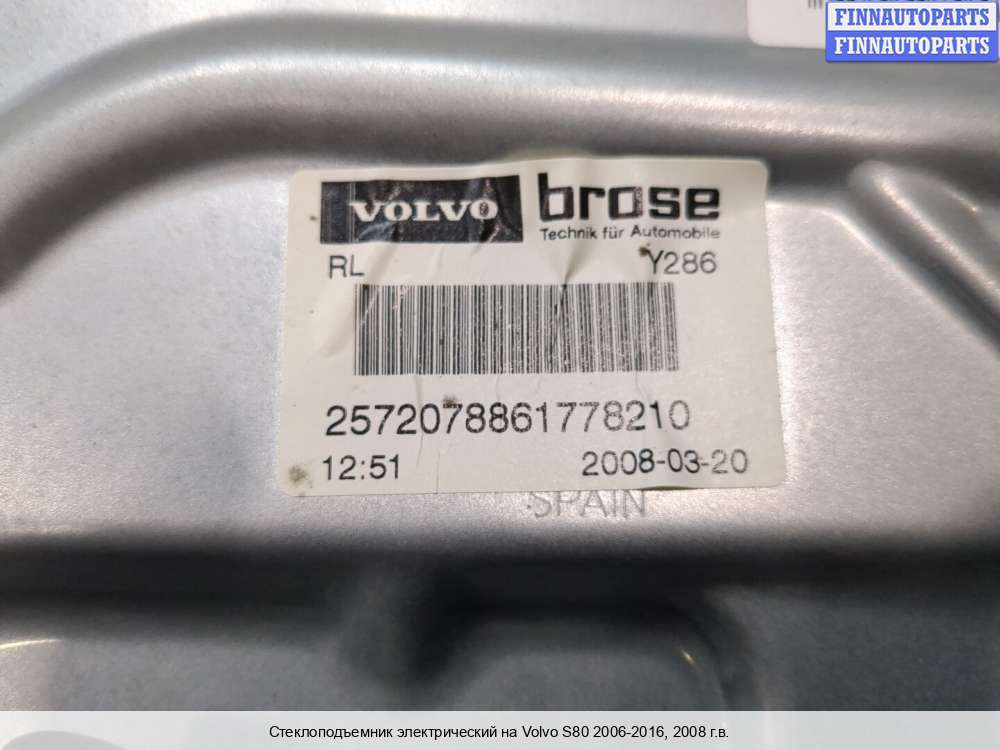 FINNAUTOPARTS
FINNAUTOPARTS
VOLVO brose
Technik für Automobile
RL Y286
2572078861778210
12:51 2008-03-20
SPAIN
Стеклоподъемник электрический на Volvo S80 2006-2016, 2008 г.в.